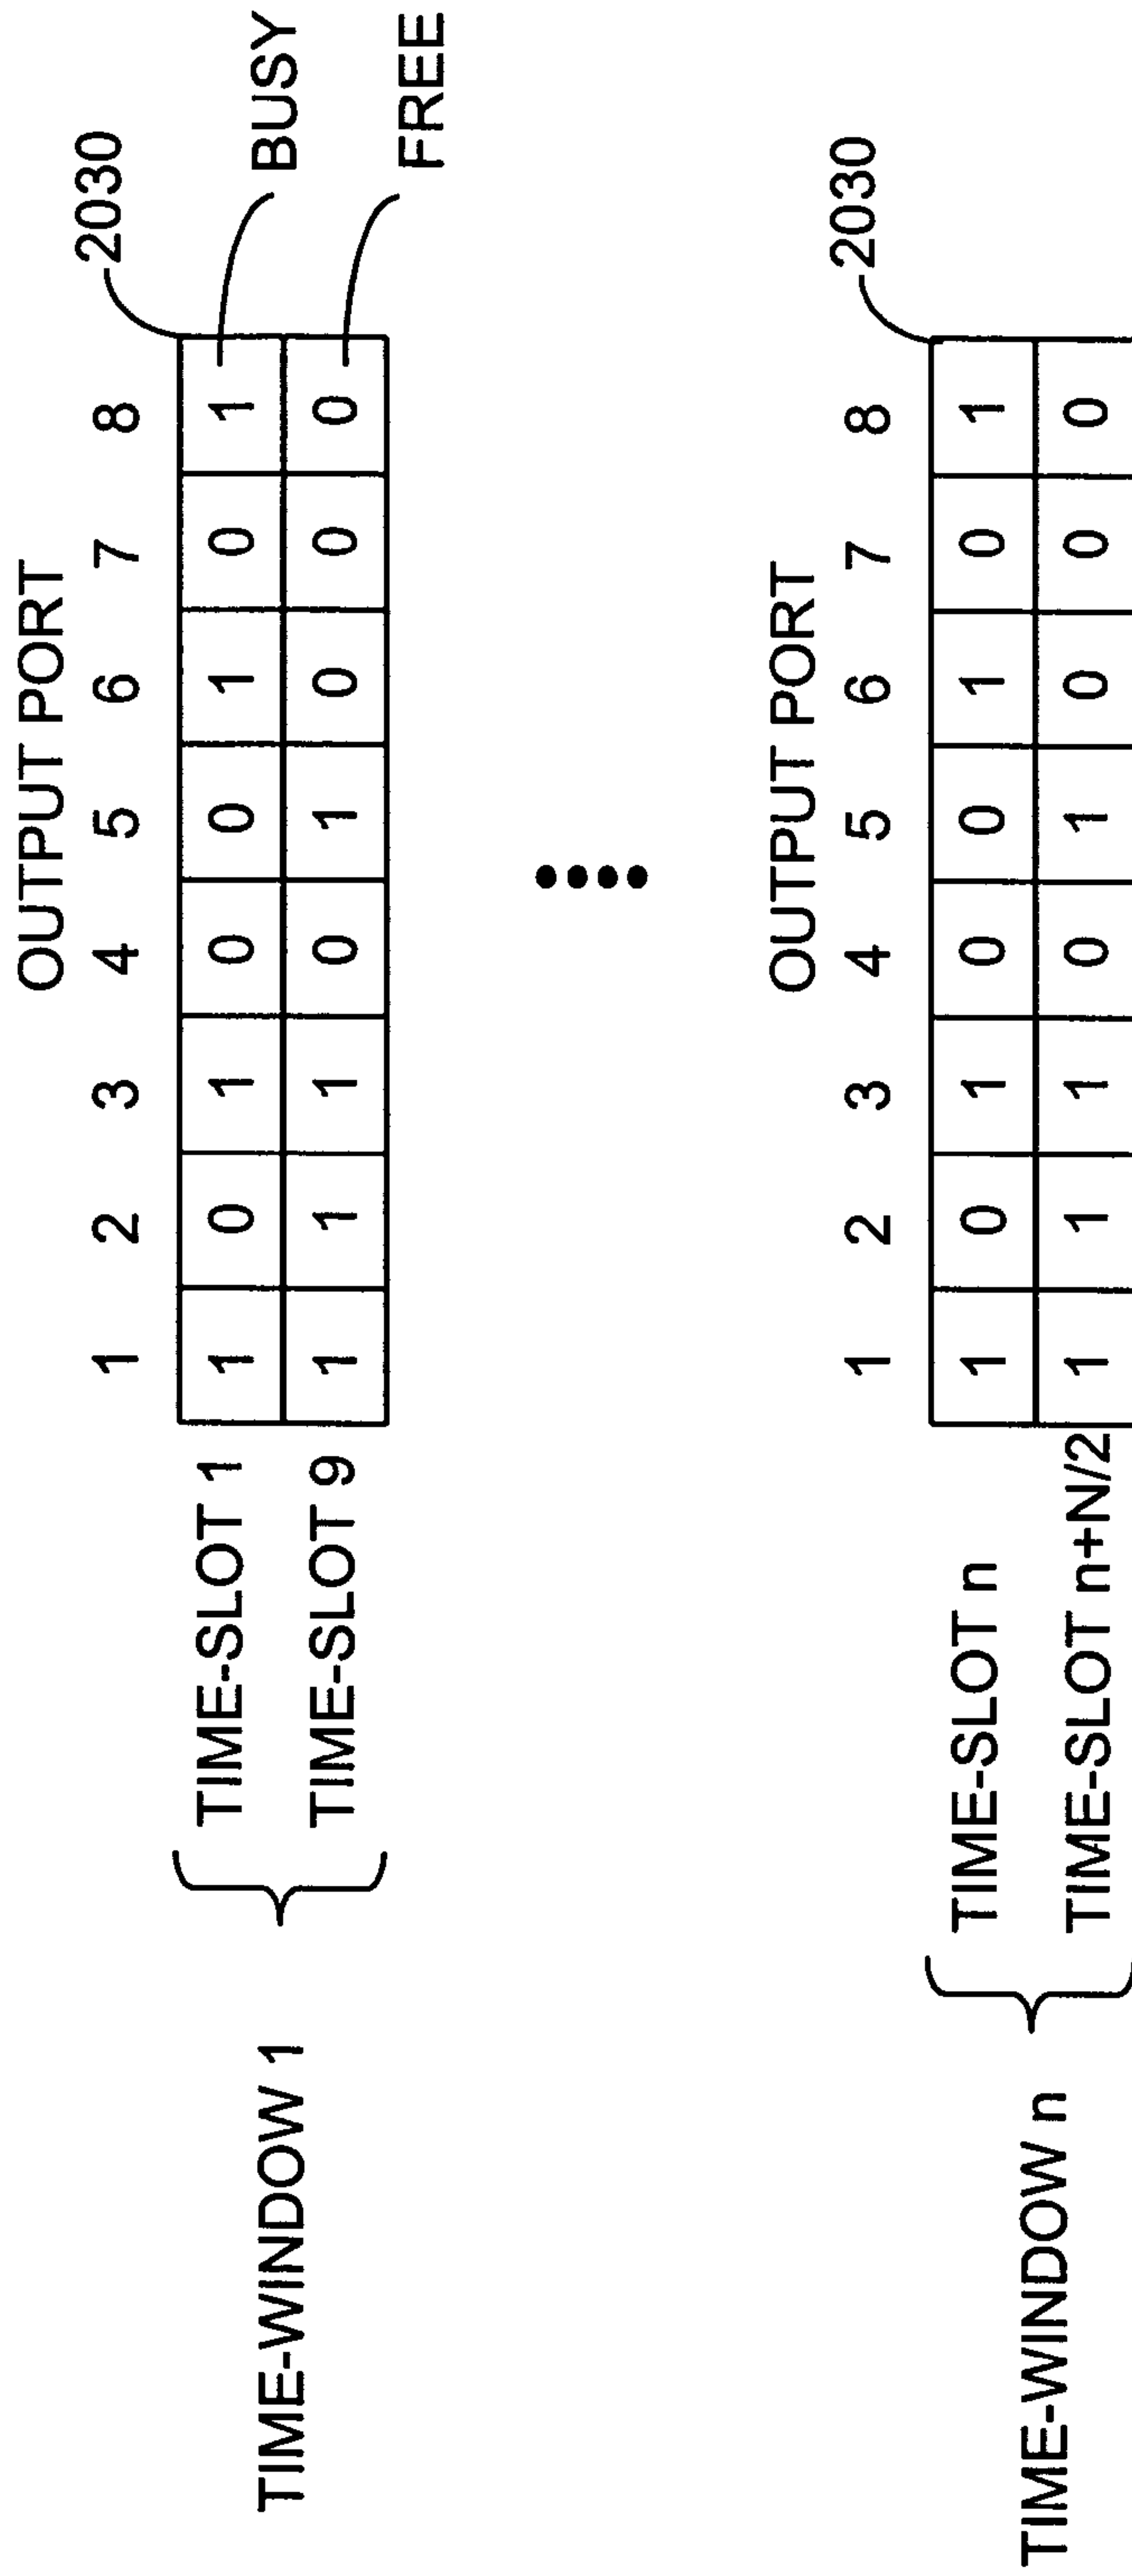 OUTPUT PORT
1 2 3 4 5 6 7 8
2030
TIME-WINDOW 1
TIME-SLOT 1 1 0 1 0 0 1 0 1 BUSY
TIME-SLOT 9 1 1 1 0 1 0 0 0 FREE
OUTPUT PORT
1 2 3 4 5 6 7 8
2030
TIME-WINDOW n
TIME-SLOT n 1 0 1 0 0 1 0 1
TIME-SLOT n+N/2 1 1 1 0 1 0 0 0